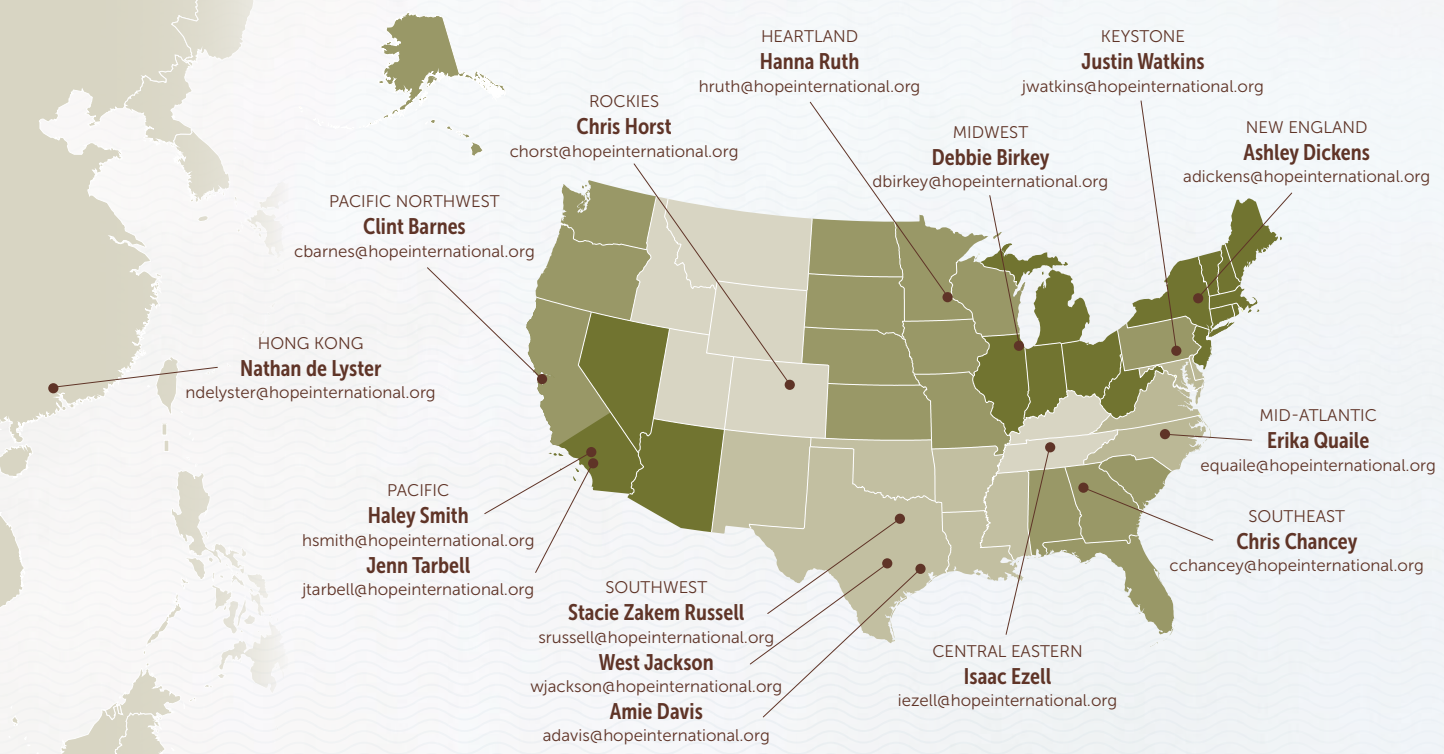 HEARTLAND
Hanna Ruth
hruth@hopeinternational.org
KEYSTONE
Justin Watkins
jwatkins@hopeinternational.org
ROCKIES
Chris Horst
chorst@hopeinternational.org
MIDWEST
Debbie Birkey
dbirkey@hopeinternational.org
NEW ENGLAND
Ashley Dickens
adickens@hopeinternational.org
PACIFIC NORTHWEST
Clint Barnes
cbarnes@hopeinternational.org
HONG KONG
Nathan de Lyster
ndelyster@hopeinternational.org
MID-ATLANTIC
Erika Quaile
equaile@hopeinternational.org
PACIFIC
Haley Smith
hsmith@hopeinternational.org
Jenn Tarbell
jtarbell@hopeinternational.org
SOUTHEAST
Chris Chancey
cchancey@hopeinternational.org
SOUTHWEST
Stacie Zakem Russell
srussell@hopeinternational.org
West Jackson
wjackson@hopeinternational.org
Amie Davis
adavis@hopeinternational.org
CENTRAL EASTERN
Isaac Ezell
iezell@hopeinternational.org